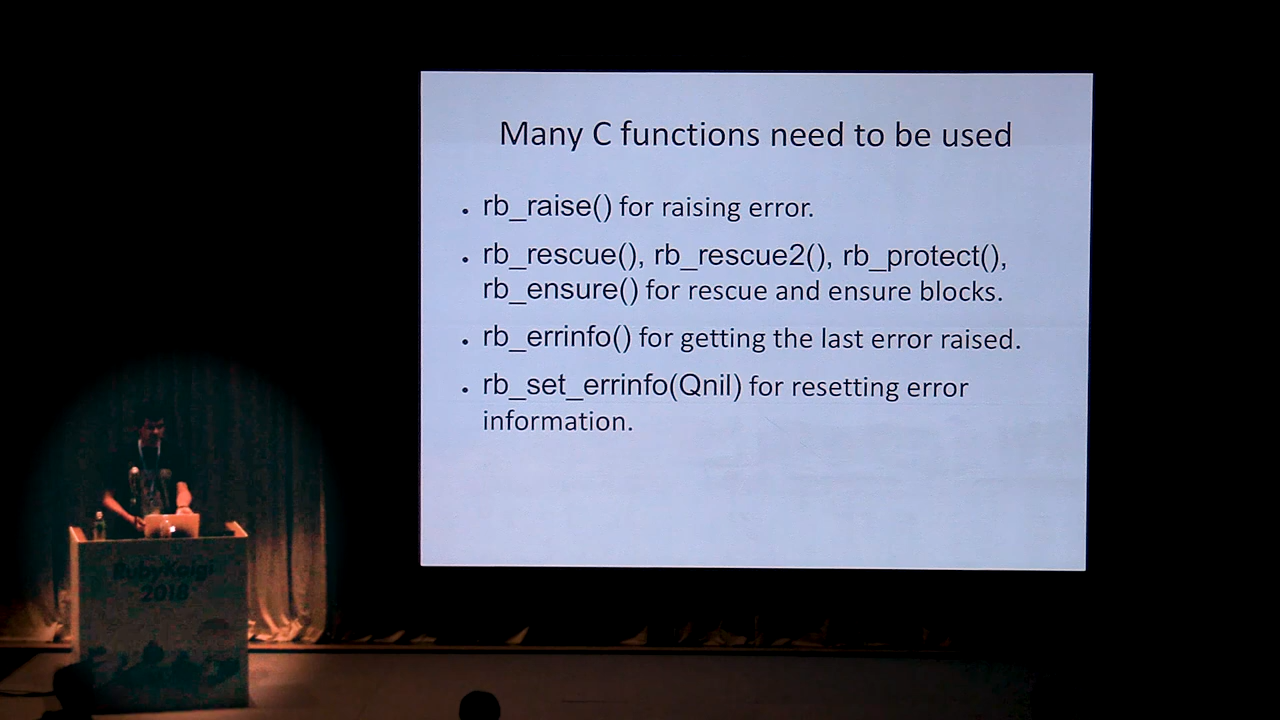 Many C functions need to be used
• rb_raise() for raising error.
• rb_rescue(), rb_rescue2(), rb_protect(),
rb_ensure() for rescue and ensure blocks.
• rb_errinfo() for getting the last error raised.
• rb_set_errinfo(Qnil) for resetting error
information.
RubyKaigi
2018